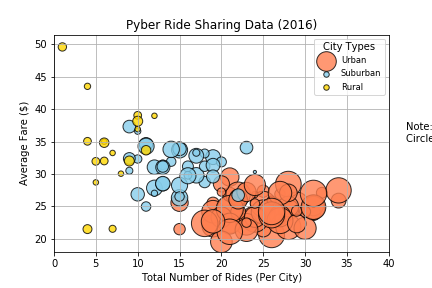 Pyber Ride Sharing Data (2016)
Average Fare ($)
50
45
40
35
30
25
20
City Types
Urban
Suburban
Rural
Note:
Circle
0
5
10
15
20
25
30
35
40
Total Number of Rides (Per City)